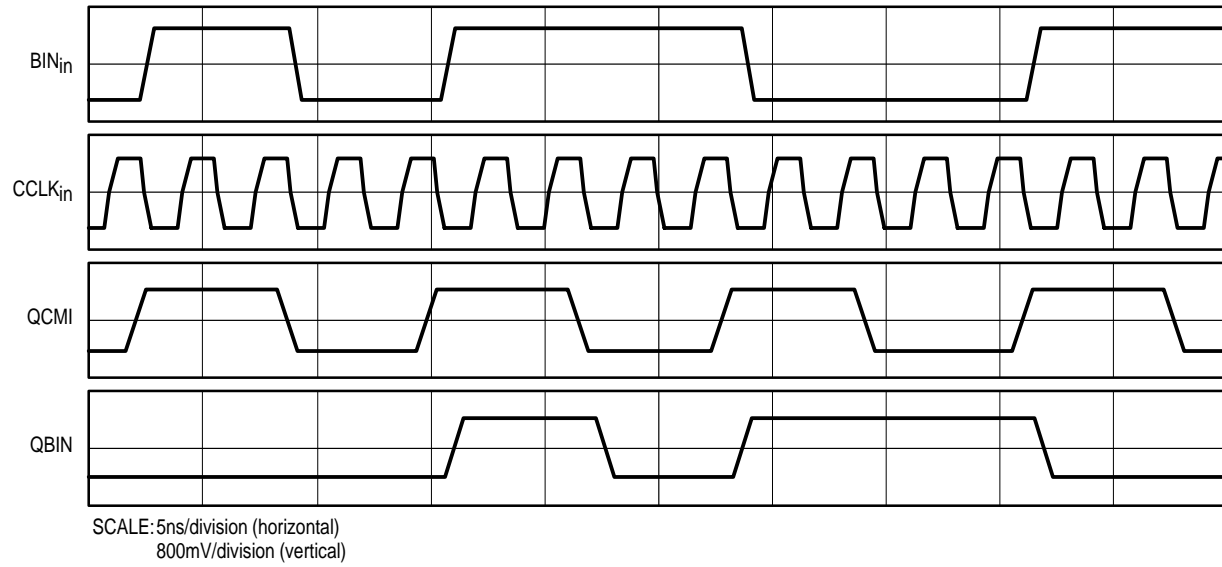 BINin
CCLKin
QCMI
QBIN
SCALE: 5ns/division (horizontal)
800mV/division (vertical)